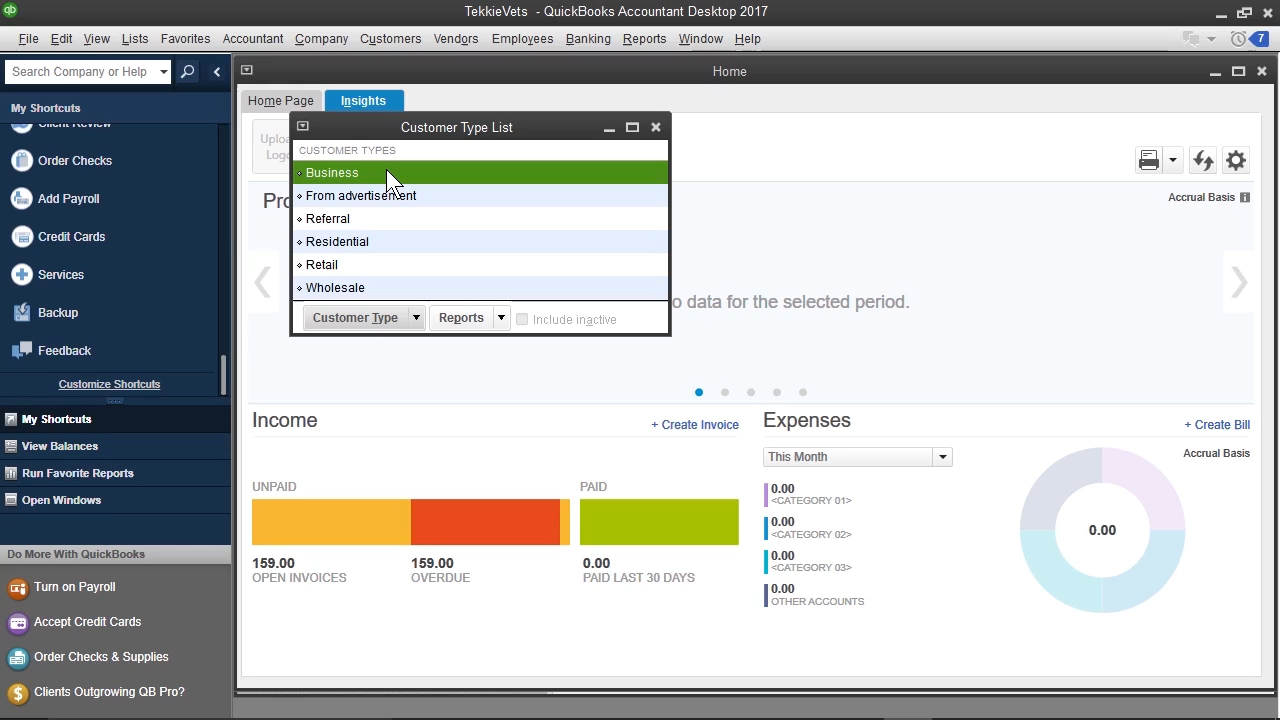 TekkieVets - QuickBooks Accountant Desktop 2017
File Edit View Lists Favorites Accountant Company Customers Vendors Employees Banking Reports Window Help
7
Search Company or Help
Home
My Shortcuts
Home Page
Insights
Client Review
Order Checks
Add Payroll
Credit Cards
Services
Backup
Feedback
Customize Shortcuts
My Shortcuts
View Balances
Run Favorite Reports
Open Windows
Do More With QuickBooks
Turn on Payroll
Accept Credit Cards
Order Checks & Supplies
Clients Outgrowing QB Pro?
Customer Type List
CUSTOMER TYPES
Business
From advertisement
Referral
Residential
Retail
Wholesale
Customer Type
Reports
Include inactive
Accrual Basis
o data for the selected period.
Income
+ Create Invoice
UNPAID
PAID
159.00
OPEN INVOICES
159.00
OVERDUE
0.00
PAID LAST 30 DAYS
Expenses
+ Create Bill
This Month
Accrual Basis
0.00
<CATEGORY 01>
0.00
<CATEGORY 02>
0.00
<CATEGORY 03>
0.00
OTHER ACCOUNTS
0.00